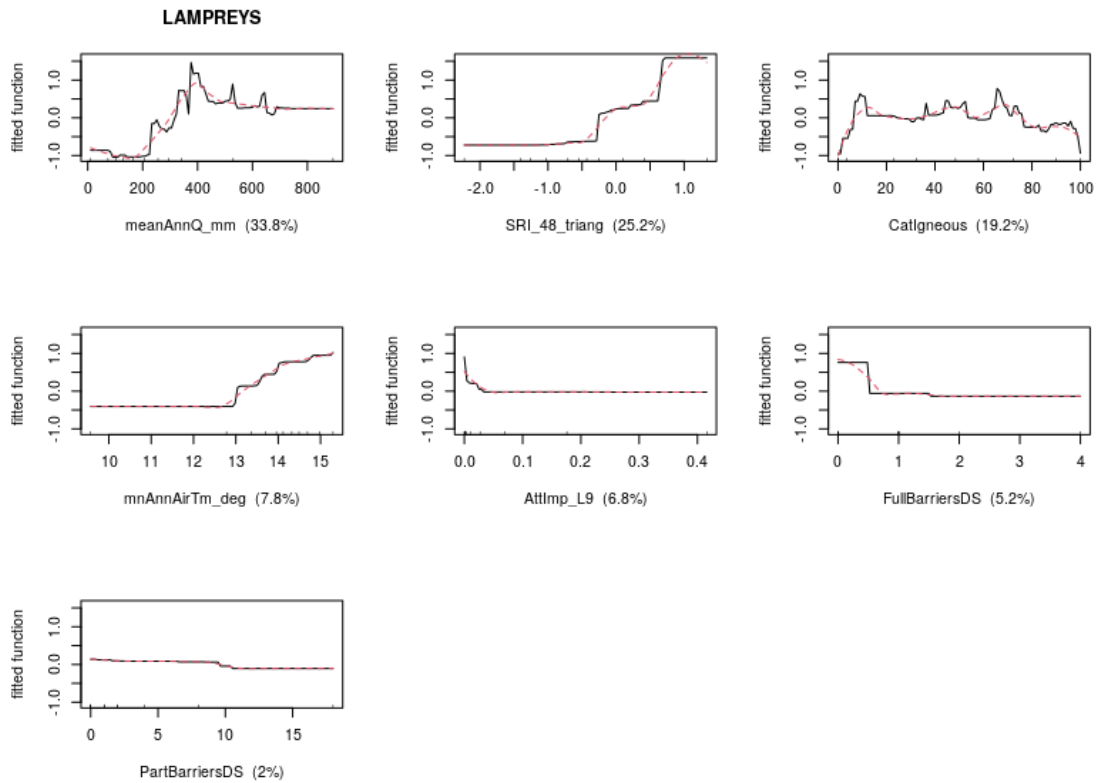 LAMPREYS
fitted function
-1.0 0.0 1.0
0 200 400 600 800
meanAnnQ_mm (33.8%)
fitted function
-1.0 0.0 1.0
-2.0 -1.0 0.0 1.0
SRI_48_triang (25.2%)
fitted function
-1.0 0.0 1.0
0 20 40 60 80 100
CatIgneous (19.2%)
fitted function
-1.0 0.0 1.0
10 11 12 13 14 15
mnAnnAirTm_deg (7.8%)
fitted function
-1.0 0.0 1.0
0.0 0.1 0.2 0.3 0.4
AttImp_L9 (6.8%)
fitted function
-1.0 0.0 1.0
0 1 2 3 4
FullBarriersDS (5.2%)
fitted function
-1.0 0.0 1.0
0 5 10 15
PartBarriersDS (2%)